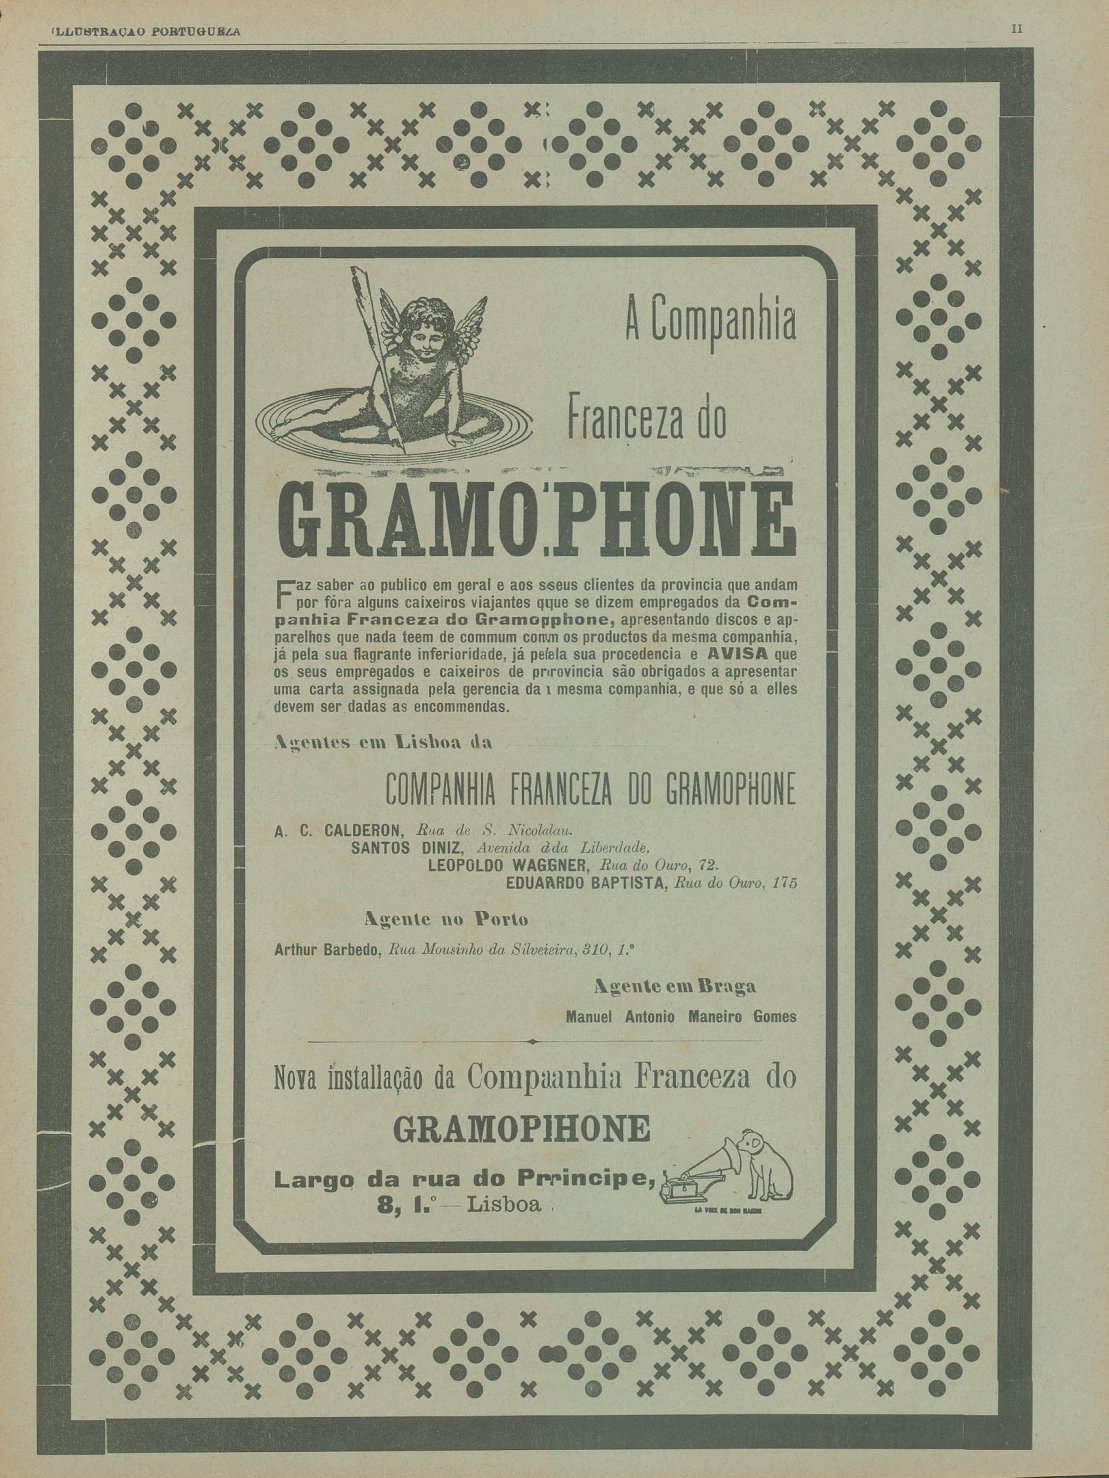 ILLUSTRAÇAO PORTUGUEZA
II
A Companhia
Franceza do
GRAMOPHONE
Faz saber ao publico em geral e aos seus clientes da provincia que andam
por fóra alguns caixeiros viajantes que se dizem empregados da Com-
panhia Franceza do Gramophone, apresentando discos e ap-
parelhos que nada teem de commum com os productos da mesma companhia,
já pela sua flagrante inferioridade, já pela sua procedencia e AVISA que
os seus empregados e caixeiros de provincia são obrigados a apresentar
uma carta assignada pela gerencia da mesma companhia, e que só a elles
devem ser dadas as encommendas.
Agentes em Lisboa da
COMPANHIA FRANCEZA DO GRAMOPHONE
A. C. CALDERON, Rua de S. Nicolau.
SANTOS DINIZ, Avenida da Liberdade.
LEOPOLDO WAGNER, Rua do Ouro, 72.
EDUARDO BAPTISTA, Rua do Ouro, 175
Agente no Porto
Arthur Barbedo, Rua Mousinho da Silveira, 310, 1.º
Agente em Braga
Manuel Antonio Maneiro Gomes
Nova installação da Companhia Franceza do
GRAMOPHONE
Largo da rua do Principe,
8, 1.º — Lisboa
LA VOIX DE SON MAITRE